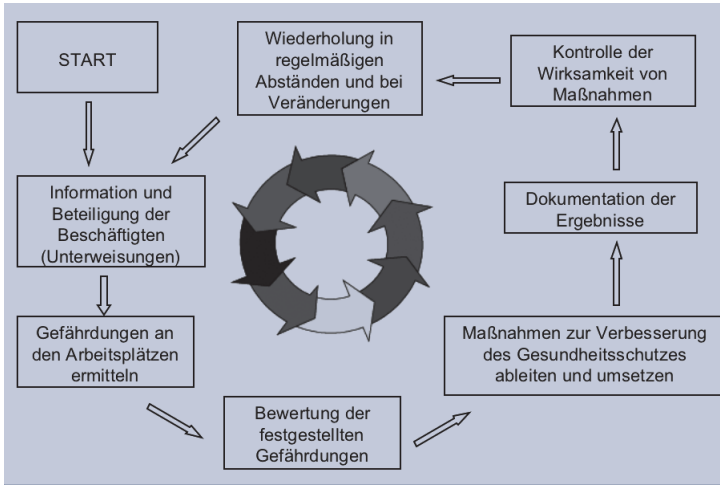 START
Information und
Beteiligung der
Beschäftigten
(Unterweisungen)
Gefährdungen an
den Arbeitsplätzen
ermitteln
Bewertung der
festgestellten
Gefährdungen
Maßnahmen zur Verbesserung
des Gesundheitsschutzes
ableiten und umsetzen
Dokumentation der
Ergebnisse
Kontrolle der
Wirksamkeit von
Maßnahmen
Wiederholung in
regelmäßigen
Abständen und bei
Veränderungen